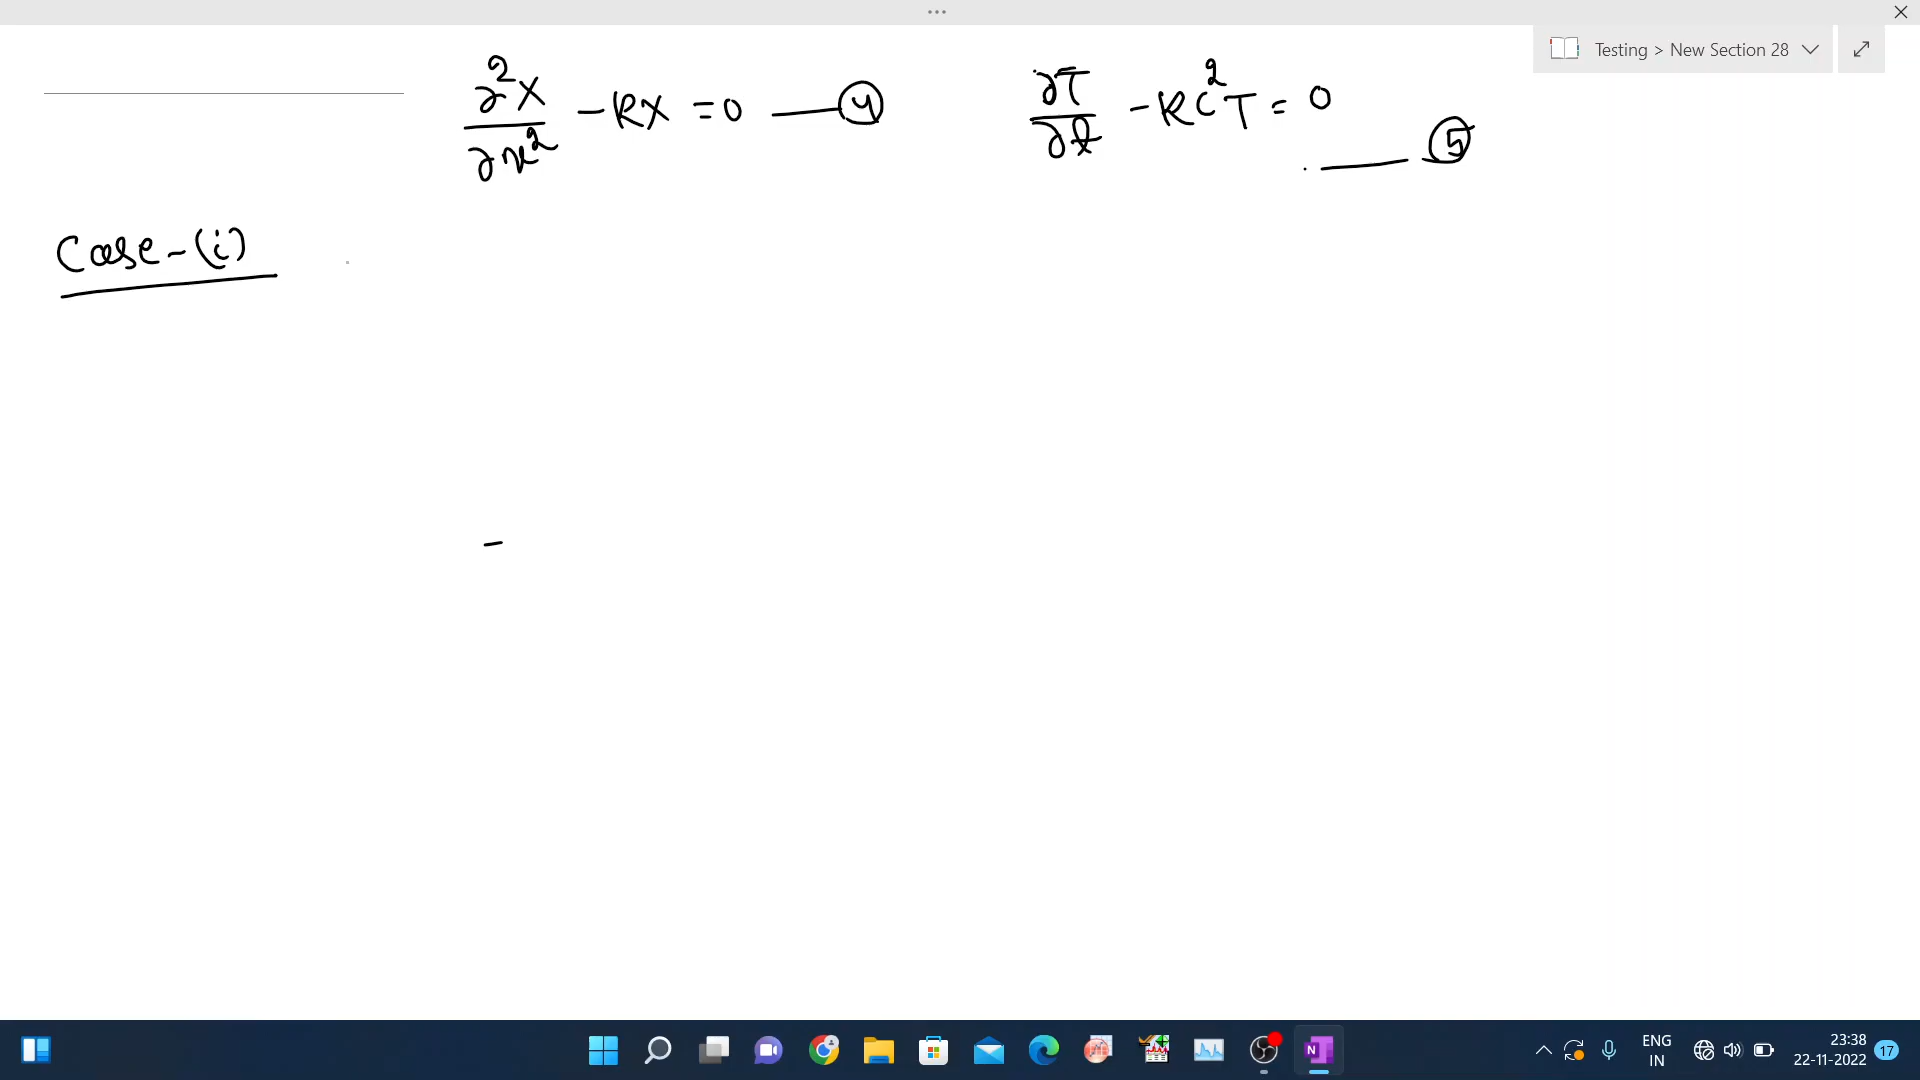 Testing > New Section 28
∂²X/∂x² - KX = 0 —— ④
∂T/∂t - KC²T = 0 —— ⑤
Case-(i)
ENG
IN
23:38
22-11-2022
17